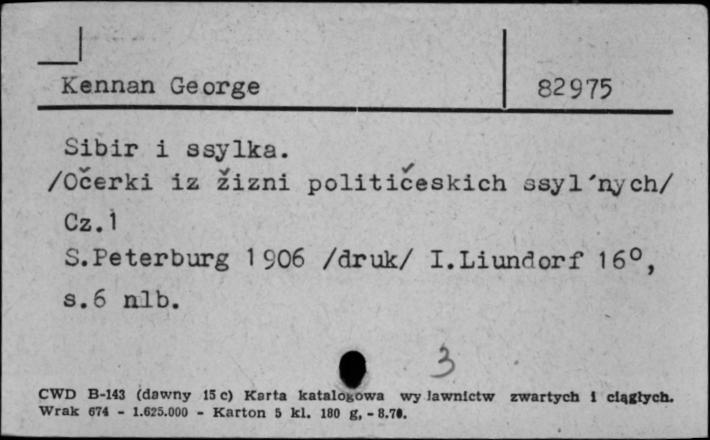 Kennan George
82975
Sibir i ssylka.
/Očerki iz žizni političeskich ssyl´nych/
Cz.1
S.Peterburg 1906 /druk/ I.Liundorf 16°,
s.6 nlb.
3
CWD B-143 (dawny 15 c) Karta katalogowa wydawnictw zwartych i ciągłych.
Wrak 674 - 1.625.000 - Karton 5 kl. 180 g, - 8.70.